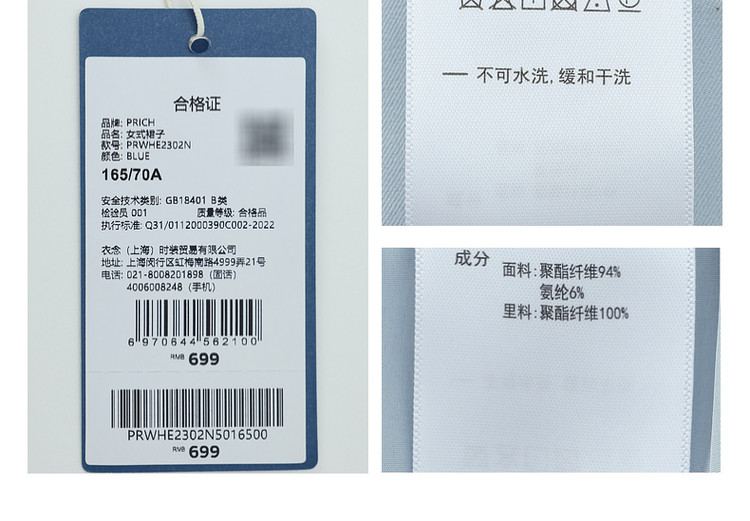 合格证
品牌: PRICH
品名: 女式裙子
款号: PRWHE2302N
颜色: BLUE
165/70A
安全技术类别: GB18401 B类
检验员 001 质量等级: 合格品
执行标准: Q31/0112000390C002-2022
衣念（上海）时装贸易有限公司
地址: 上海闵行区虹梅南路4999弄21号
电话: 021-8008201898（固话）
4006008248（手机）
6 970644 562100
RMB 699
PRWHE2302N5016500
RMB 699
一 不可水洗, 缓和干洗
成分 面料: 聚酯纤维94%
氨纶6%
里料: 聚酯纤维100%